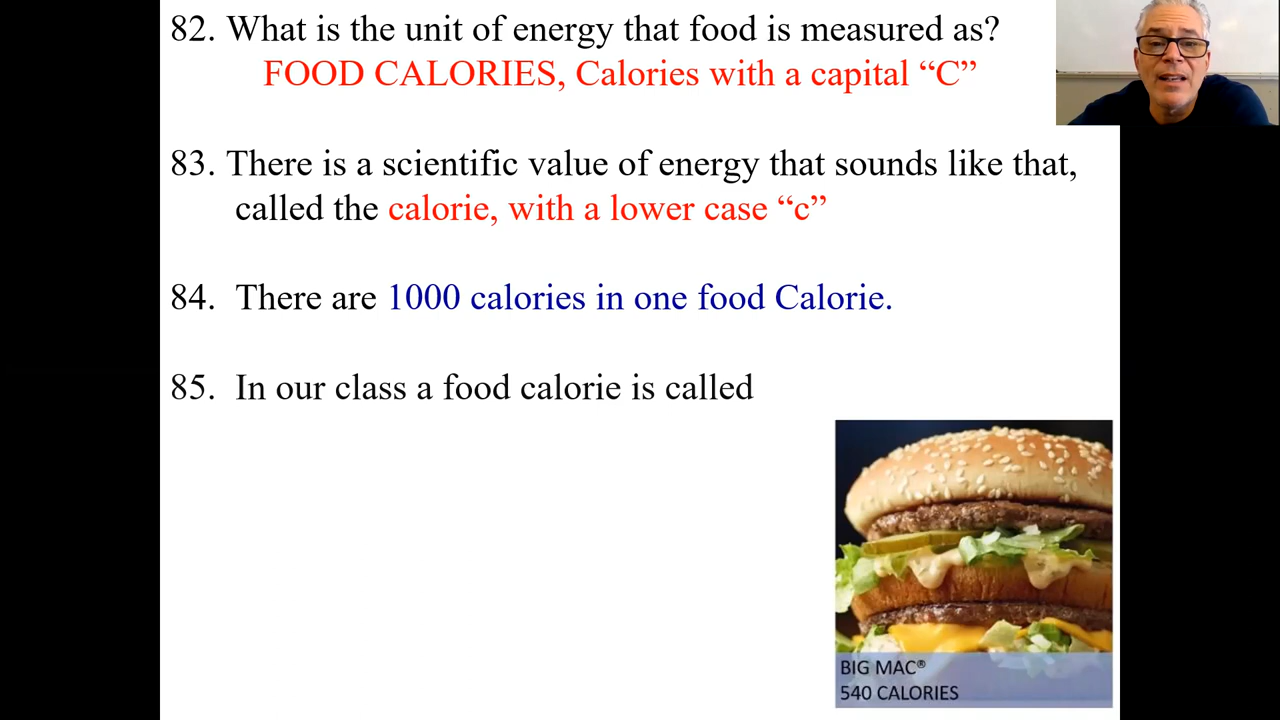 82. What is the unit of energy that food is measured as?
FOOD CALORIES, Calories with a capital “C”
83. There is a scientific value of energy that sounds like that,
called the calorie, with a lower case “c”
84. There are 1000 calories in one food Calorie.
85. In our class a food calorie is called
BIG MAC®
540 CALORIES